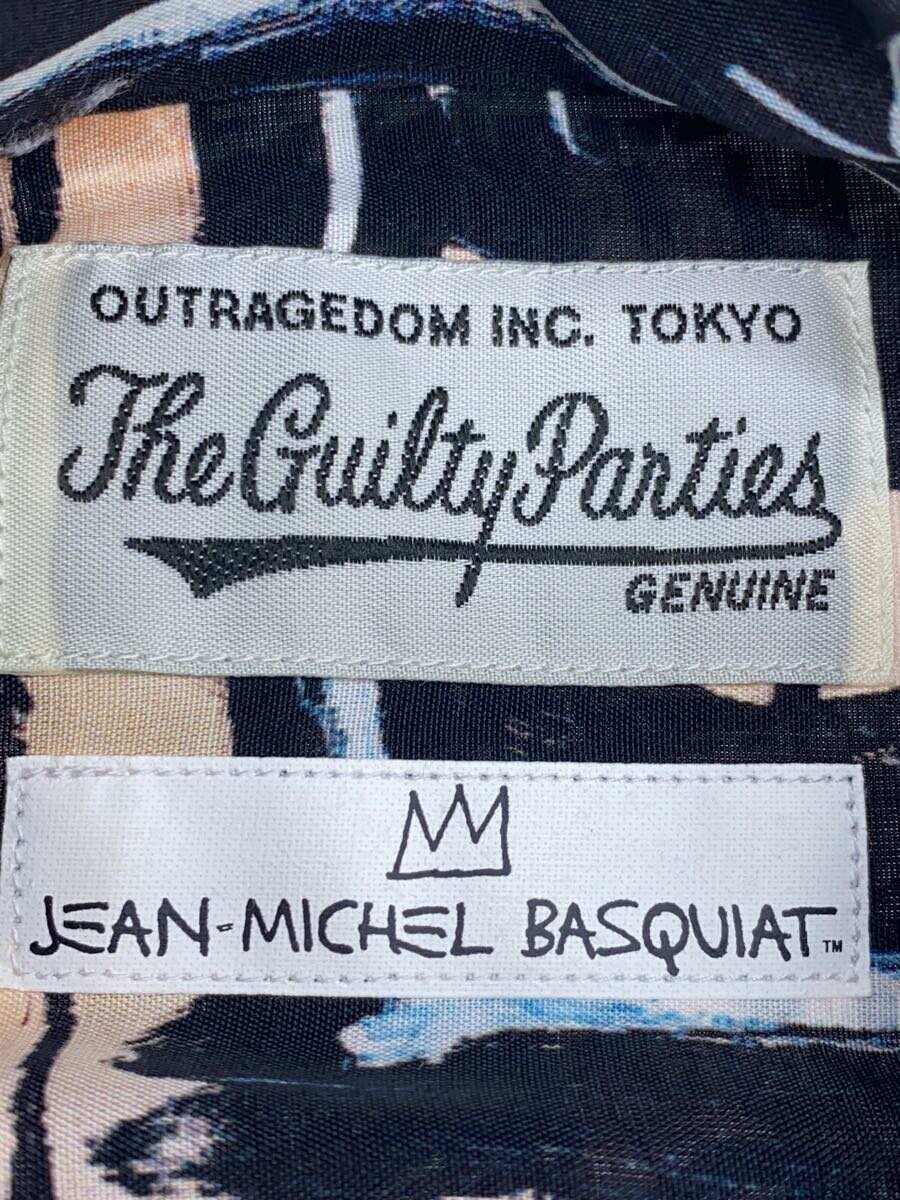 OUTRAGEDOM INC. TOKYO
The Guilty Parties
GENUINE
JEAN-MICHEL BASQUIAT™